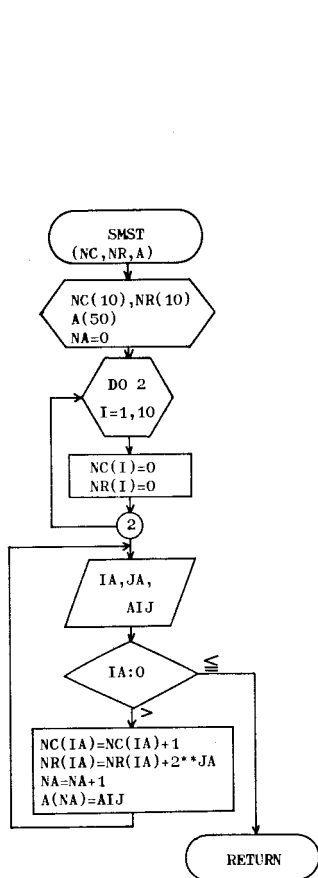 SMST
(NC,NR,A)
NC(10),NR(10)
A(50)
NA=0
DO 2
I=1,10
NC(I)=0
NR(I)=0
2
IA,JA,
AIJ
IA:0
≦
>
NC(IA)=NC(IA)+1
NR(IA)=NR(IA)+2**JA
NA=NA+1
A(NA)=AIJ
RETURN